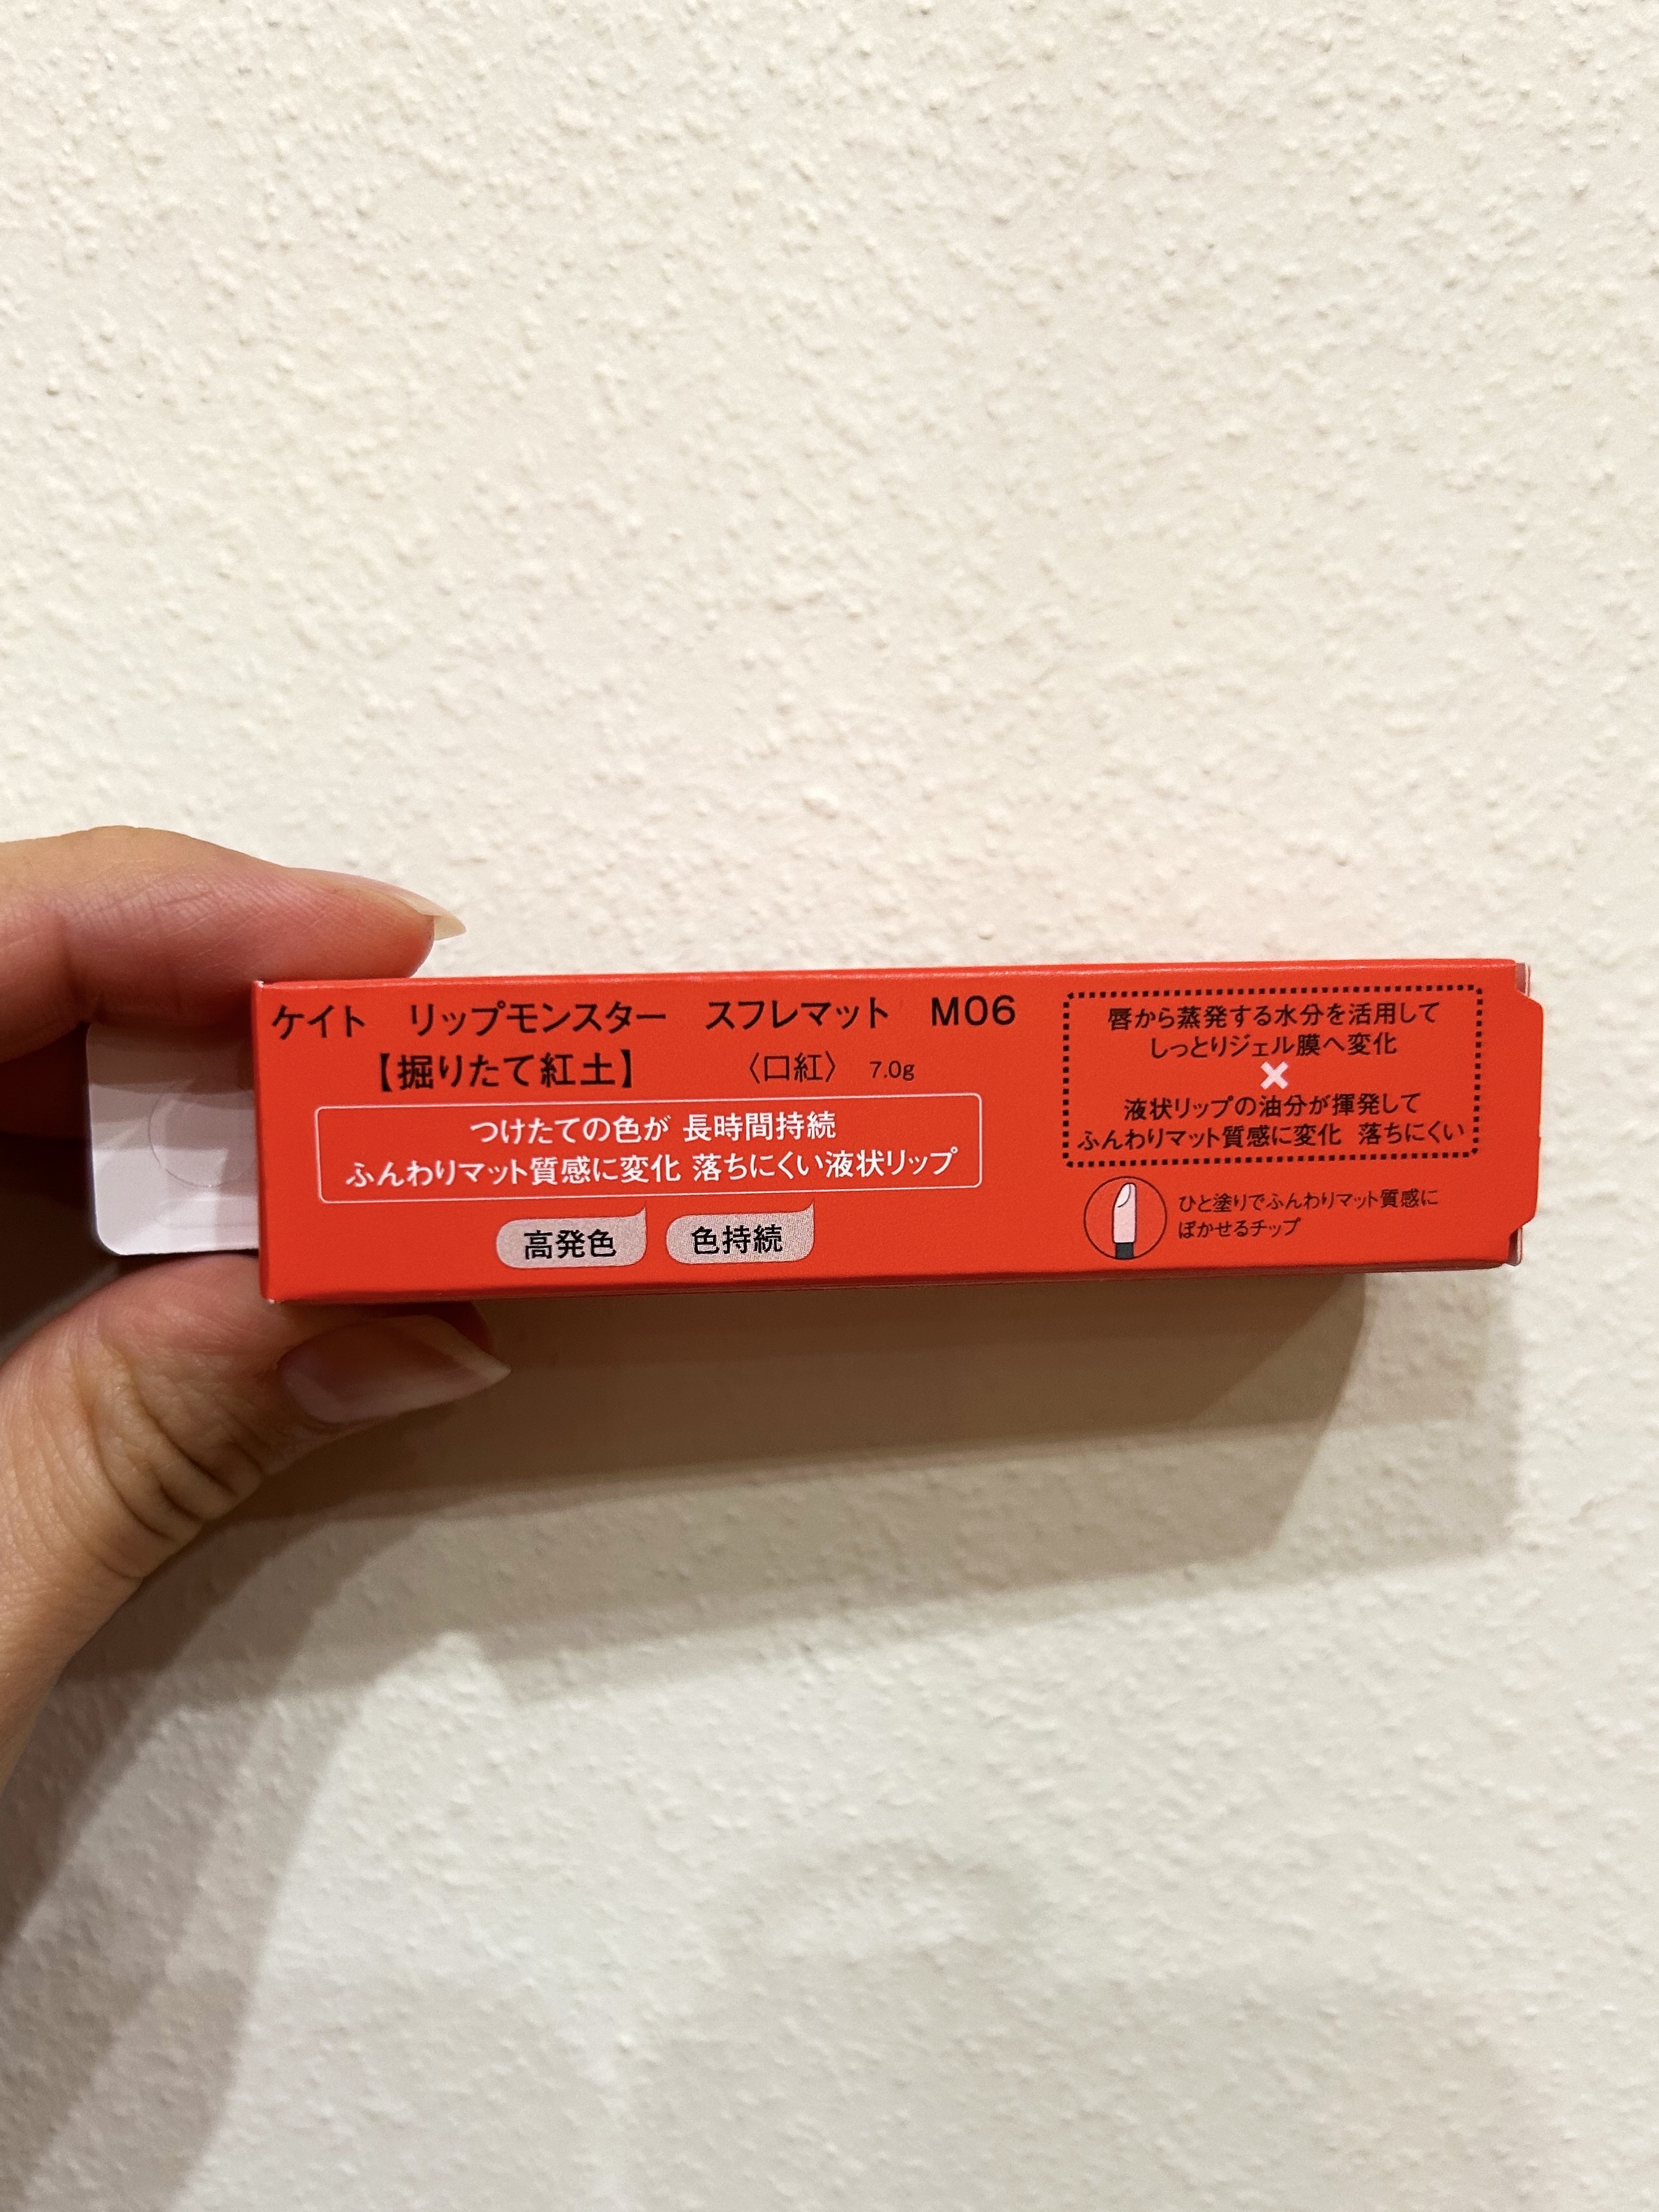 ケイト　リップモンスター　スフレマット　M06
【掘りたて紅土】　〈口紅〉 7.0g
つけたての色が 長時間持続
ふんわりマット質感に変化 落ちにくい液状リップ
高発色 色持続
唇から蒸発する水分を活用して
しっとりジェル膜へ変化
×
液状リップの油分が揮発して
ふんわりマット質感に変化 落ちにくい
ひと塗りでふんわりマット質感に
ぼかせるチップ